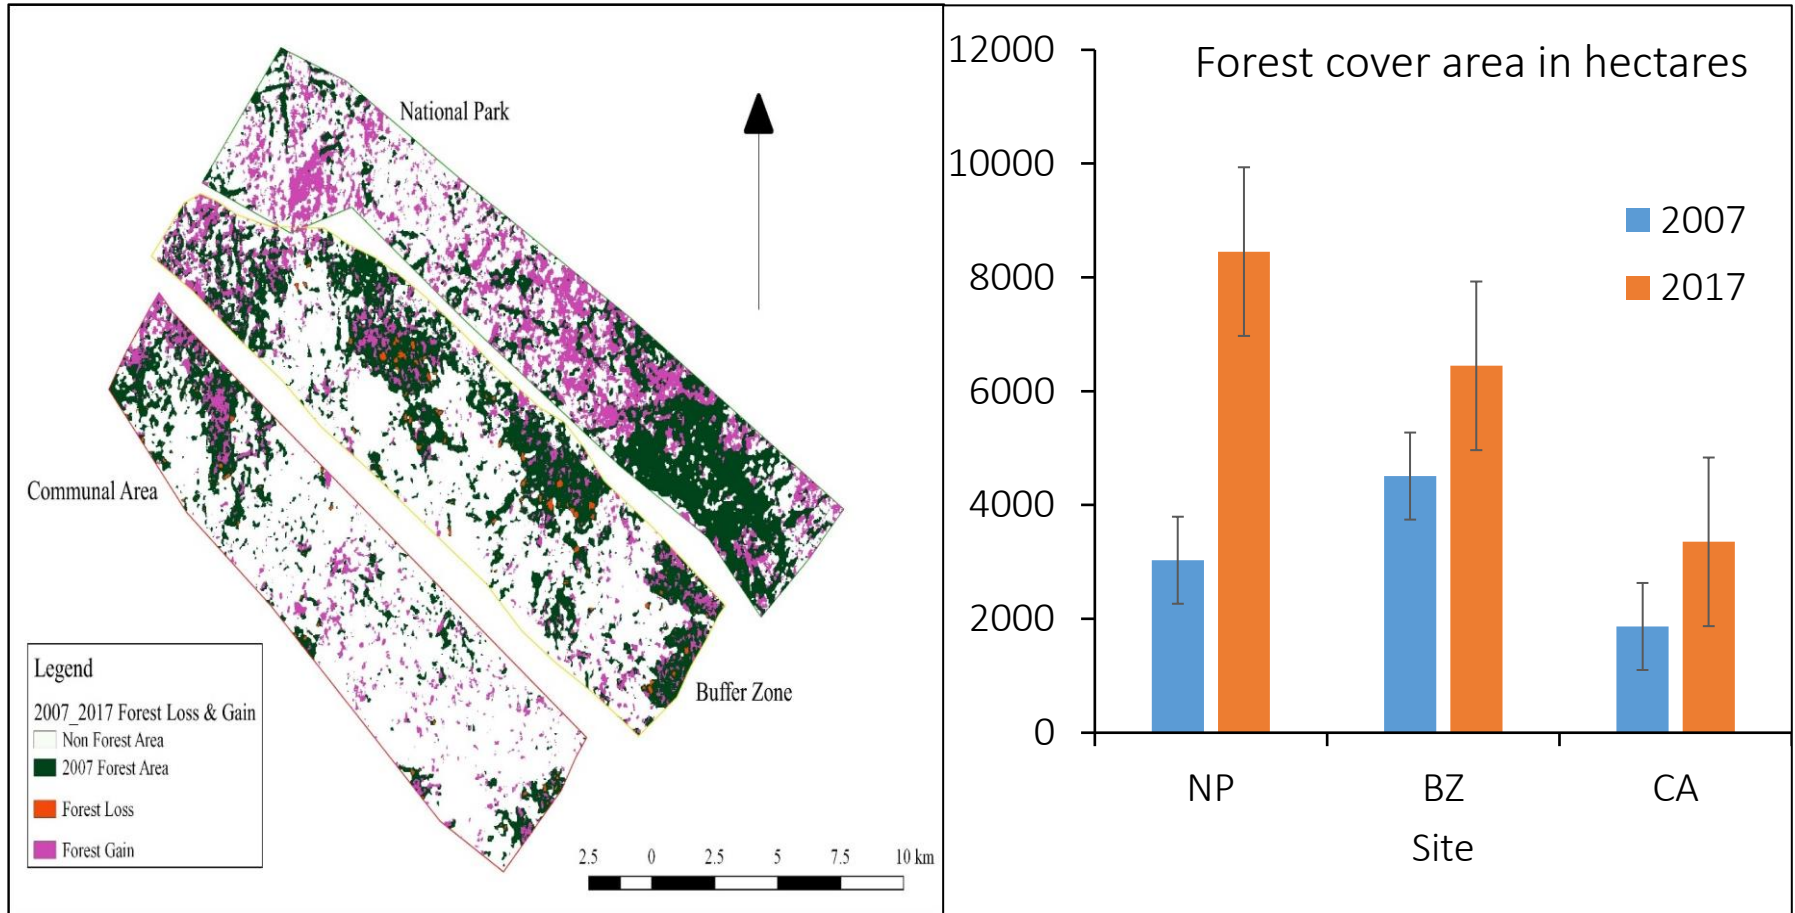 National Park
Communal Area
Buffer Zone
Legend
2007_2017 Forest Loss & Gain
Non Forest Area
2007 Forest Area
Forest Loss
Forest Gain
2.5 0 2.5 5 7.5 10 km
Forest cover area in hectares
12000
10000
8000
6000
4000
2000
0
2007
2017
NP BZ CA
Site